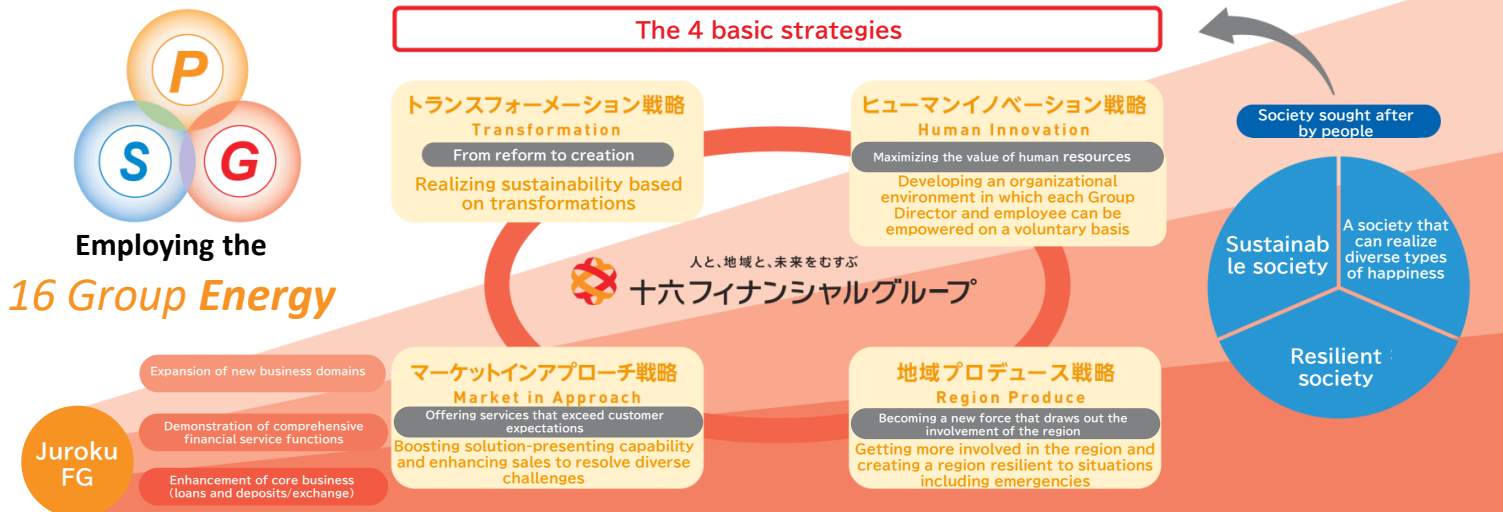 P
S
G
Employing the
16 Group Energy
The 4 basic strategies
トランスフォーメーション戦略
Transformation
From reform to creation
Realizing sustainability based
on transformations
ヒューマンイノベーション戦略
Human Innovation
Maximizing the value of human resources
Developing an organizational
environment in which each Group
Director and employee can be
empowered on a voluntary basis
人と、地域と、未来をむすぶ
十六フィナンシャルグループ
マーケットインアプローチ戦略
Market in Approach
Offering services that exceed customer
expectations
Boosting solution-presenting capability
and enhancing sales to resolve diverse
challenges
地域プロデュース戦略
Region Produce
Becoming a new force that draws out the
involvement of the region
Getting more involved in the region and
creating a region resilient to situations
including emergencies
Juroku
FG
Expansion of new business domains
Demonstration of comprehensive
financial service functions
Enhancement of core business
(loans and deposits/exchange)
Society sought after
by people
Sustainab
le society
A society that
can realize
diverse types
of happiness
Resilient
society